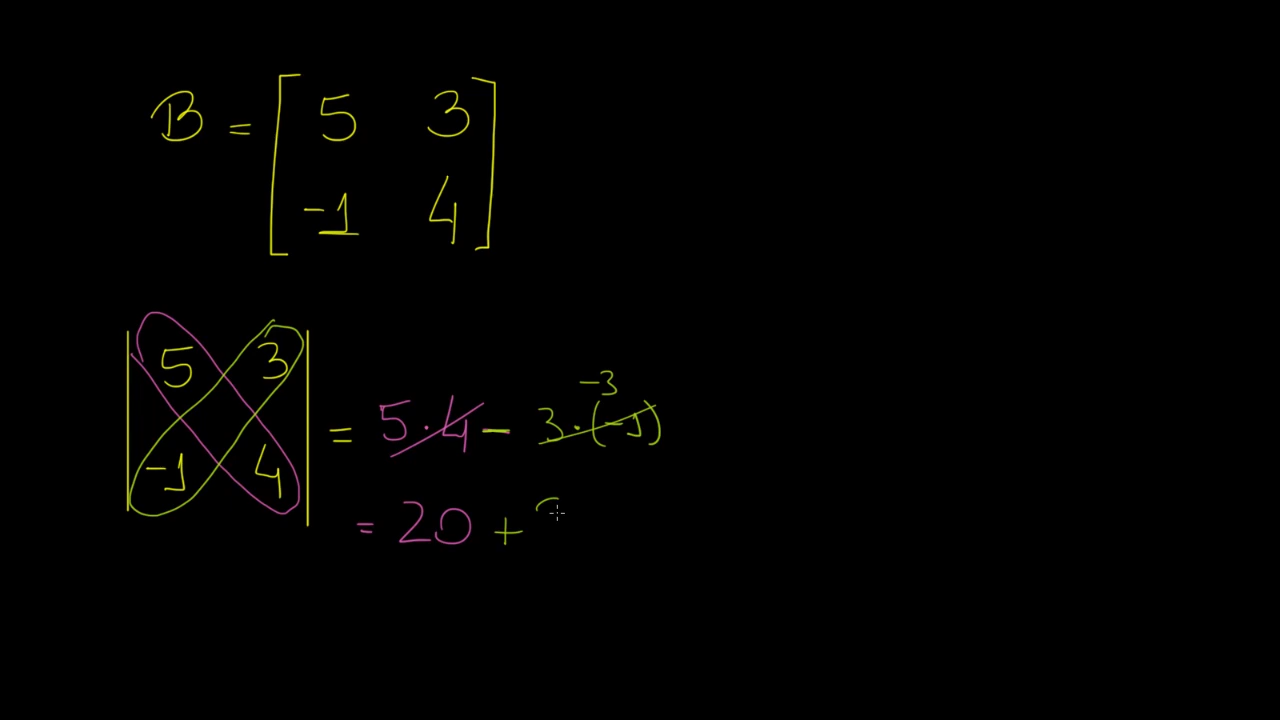 B = [ 5 3
-1 4 ]
| 5 3
-1 4 | = 5 · 4 - 3 · (-1)
-3
= 20 +